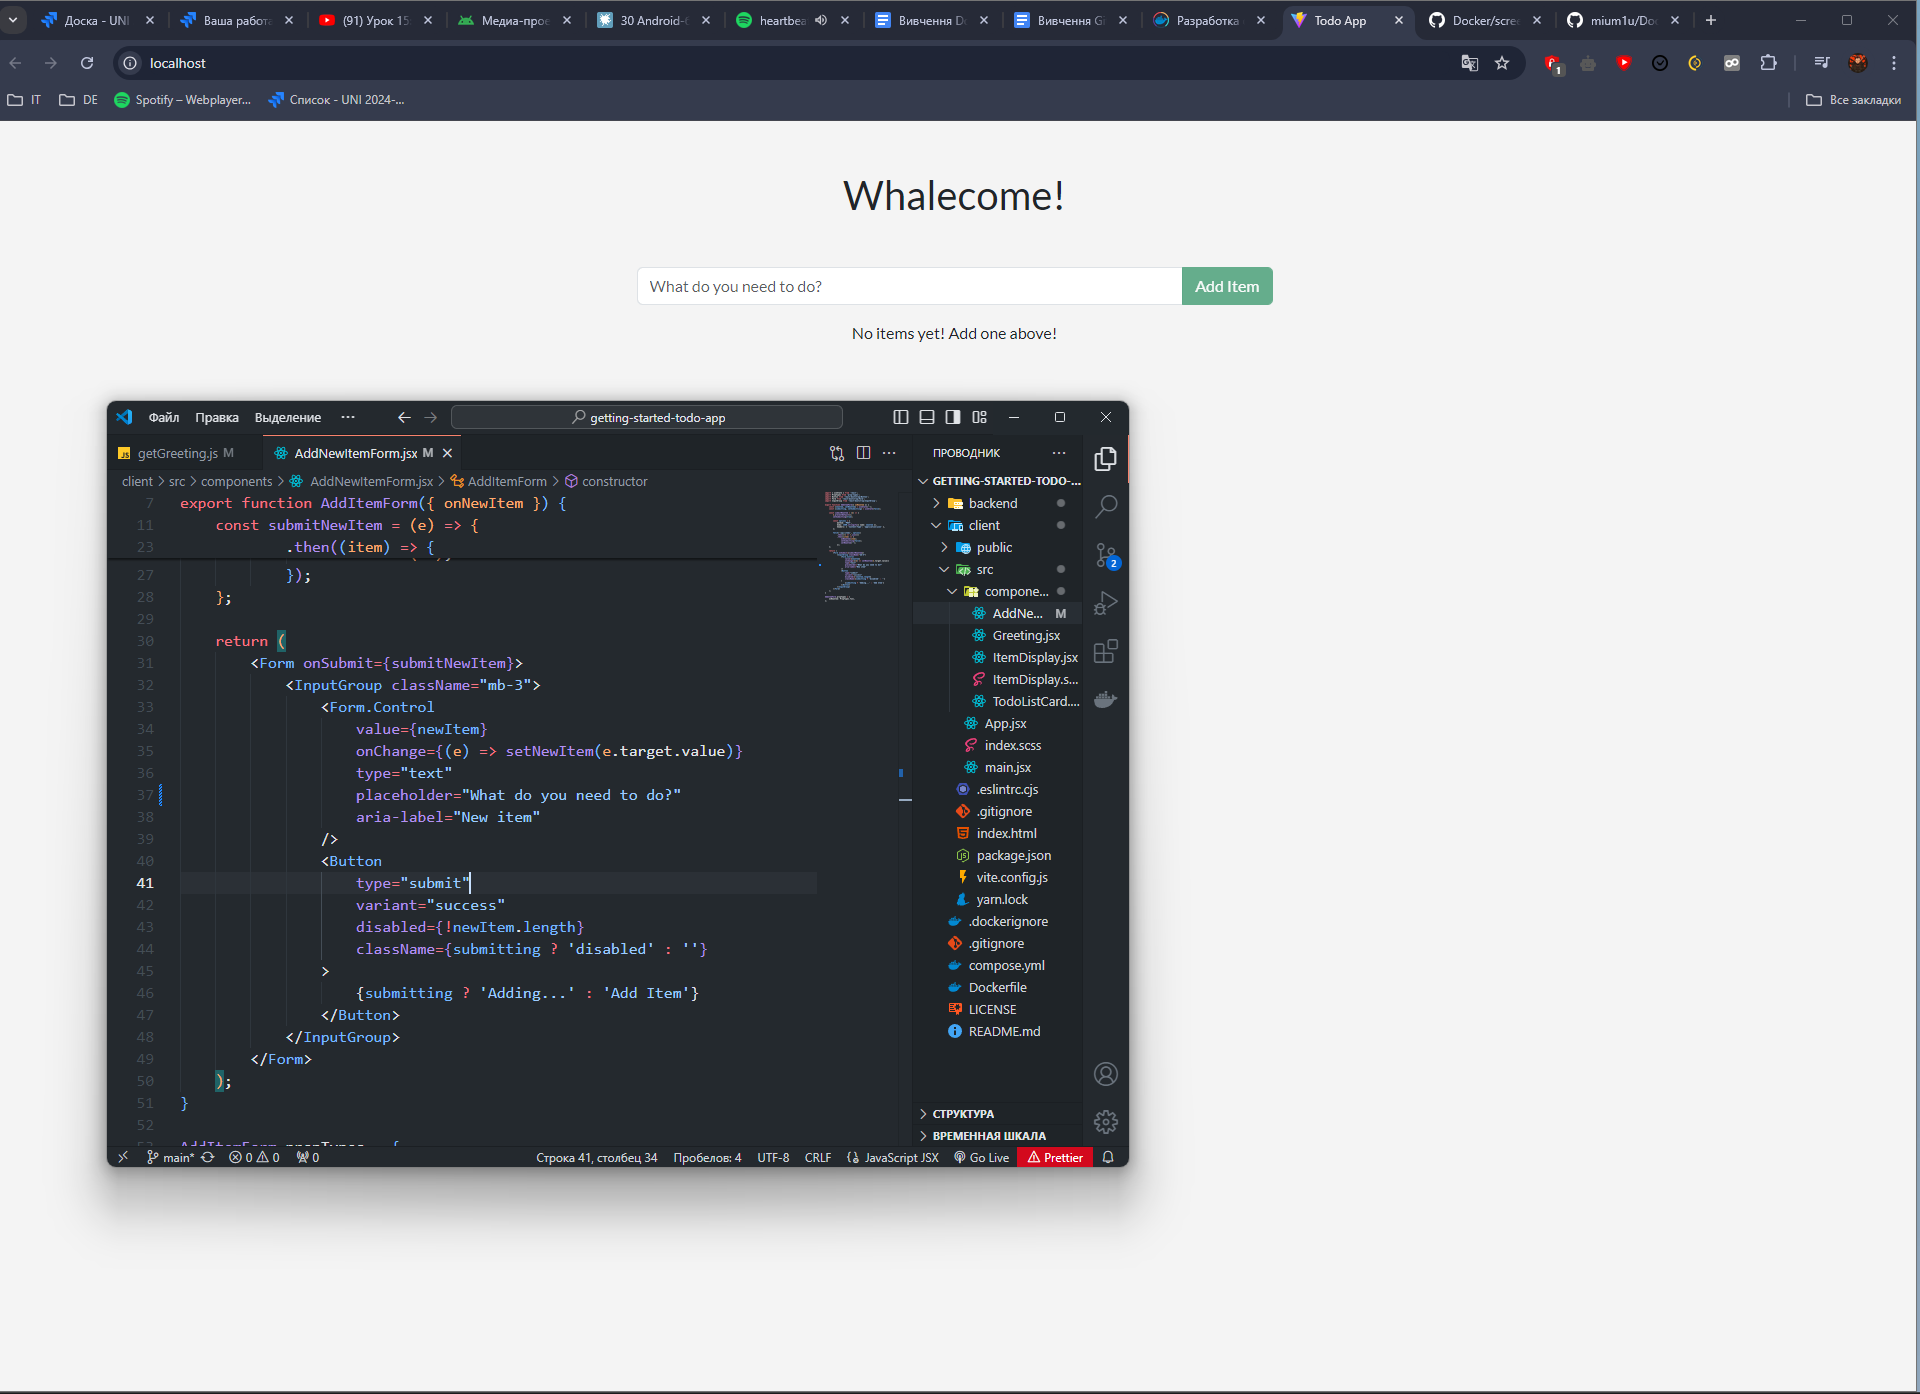 Доска - UNI
Ваша работа
(91) Урок 15
Медиа-прое
30 Android-
heartbea
Вивчення D
Вивчення Gi
Разработка
Todo App
Docker/scre
mium1u/Do
localhost
1
IT
DE
Spotify – Webplayer...
Список - UNI 2024-...
Все закладки
Whalecome!
What do you need to do?
Add Item
No items yet! Add one above!
Файл
Правка
Выделение
getting-started-todo-app
getGreeting.js M
AddNewItemForm.jsx M
client > src > components > AddNewItemForm.jsx > AddItemForm > constructor
7 export function AddItemForm({ onNewItem }) {
11 const submitNewItem = (e) => {
23 .then((item) => {
27 });
28 };
29
30 return (
31 <Form onSubmit={submitNewItem}>
32 <InputGroup className="mb-3">
33 <Form.Control
34 value={newItem}
35 onChange={(e) => setNewItem(e.target.value)}
36 type="text"
37 placeholder="What do you need to do?"
38 aria-label="New item"
39 />
40 <Button
41 type="submit"
42 variant="success"
43 disabled={!newItem.length}
44 className={submitting ? 'disabled' : ''}
45 >
46 {submitting ? 'Adding...' : 'Add Item'}
47 </Button>
48 </InputGroup>
49 </Form>
50 );
51 }
52
ПРОВОДНИК
GETTING-STARTED-TODO-...
backend
client
public
src
compone...
AddNe... M
Greeting.jsx
ItemDisplay.jsx
ItemDisplay.s...
TodoListCard....
App.jsx
index.scss
main.jsx
.eslintrc.cjs
.gitignore
index.html
package.json
vite.config.js
yarn.lock
.dockerignore
.gitignore
compose.yml
Dockerfile
LICENSE
README.md
СТРУКТУРА
ВРЕМЕННАЯ ШКАЛА
2
main*
0
0
0
Строка 41, столбец 34
Пробелов: 4
UTF-8
CRLF
JavaScript JSX
Go Live
Prettier